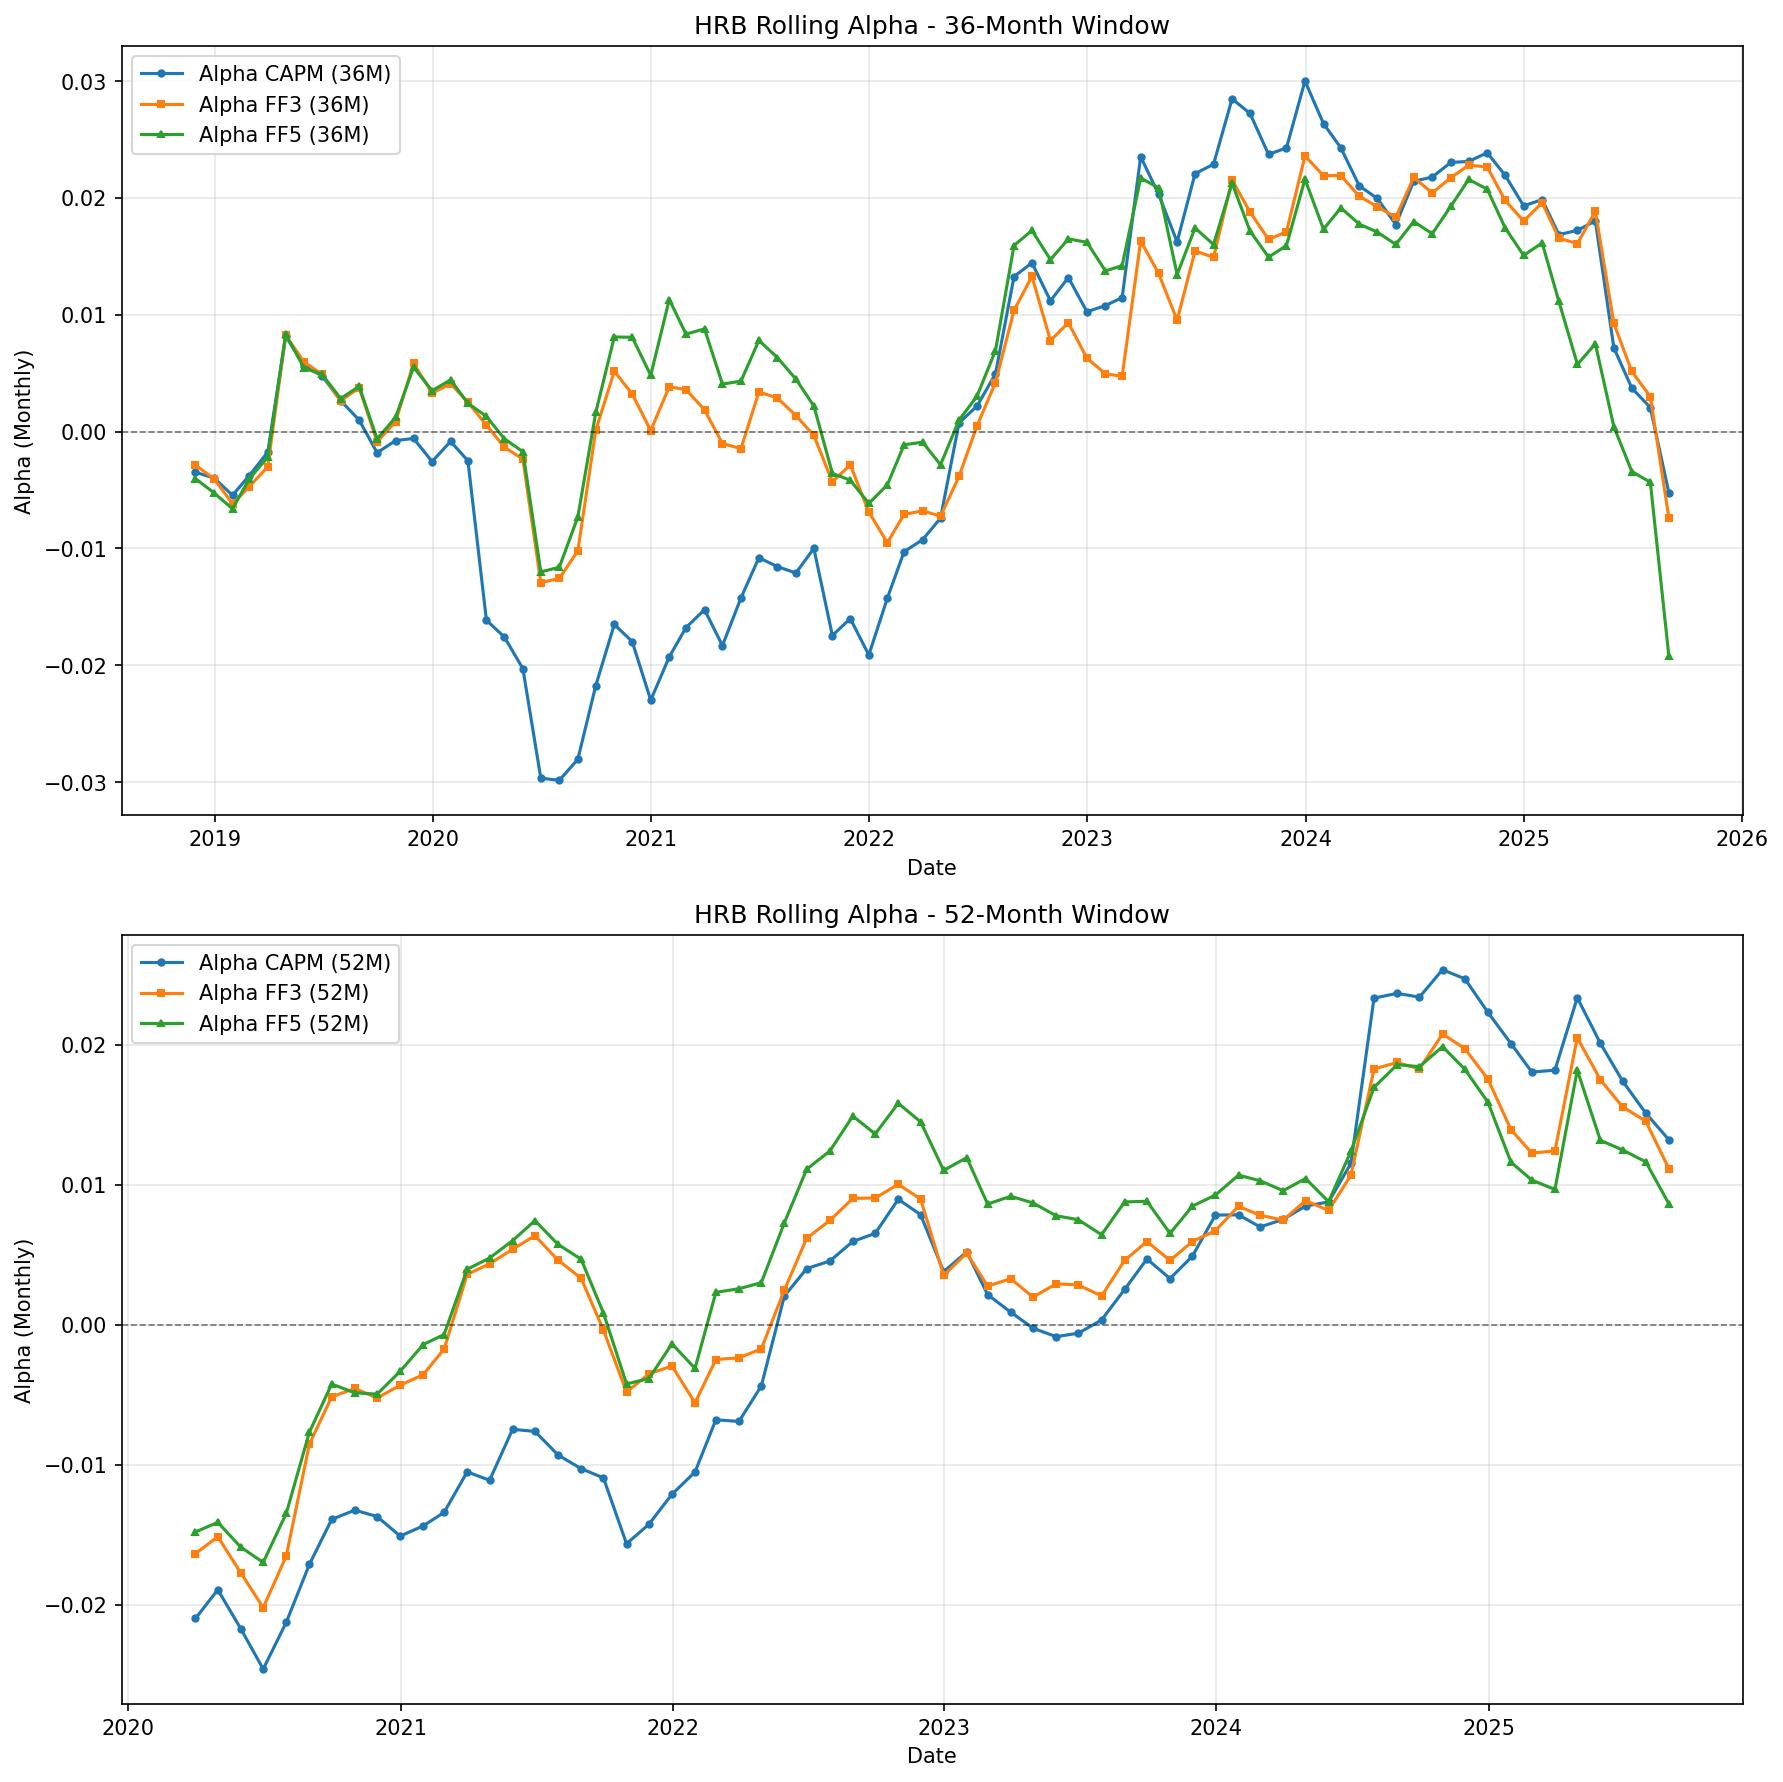 HRB Rolling Alpha - 36-Month Window
Alpha CAPM (36M)
Alpha FF3 (36M)
Alpha FF5 (36M)
Alpha (Monthly)
0.03
0.02
0.01
0.00
−0.01
−0.02
−0.03
2019 2020 2021 2022 2023 2024 2025 2026
Date
HRB Rolling Alpha - 52-Month Window
Alpha CAPM (52M)
Alpha FF3 (52M)
Alpha FF5 (52M)
Alpha (Monthly)
0.02
0.01
0.00
−0.01
−0.02
2020 2021 2022 2023 2024 2025
Date